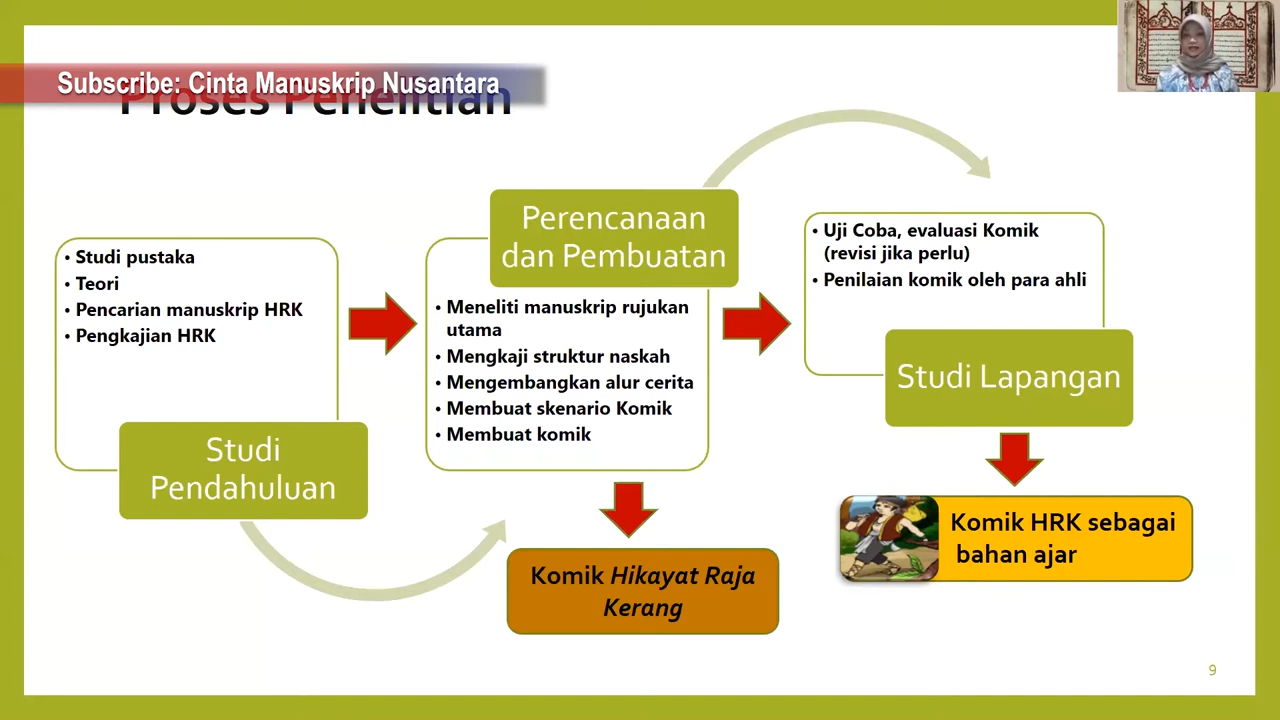 Subscribe: Cinta Manuskrip Nusantara
Proses Penelitian
• Studi pustaka
• Teori
• Pencarian manuskrip HRK
• Pengkajian HRK
Studi
Pendahuluan
Perencanaan
dan Pembuatan
• Meneliti manuskrip rujukan
utama
• Mengkaji struktur naskah
• Mengembangkan alur cerita
• Membuat skenario Komik
• Membuat komik
Komik Hikayat Raja
Kerang
• Uji Coba, evaluasi Komik
(revisi jika perlu)
• Penilaian komik oleh para ahli
Studi Lapangan
Komik HRK sebagai
bahan ajar
9